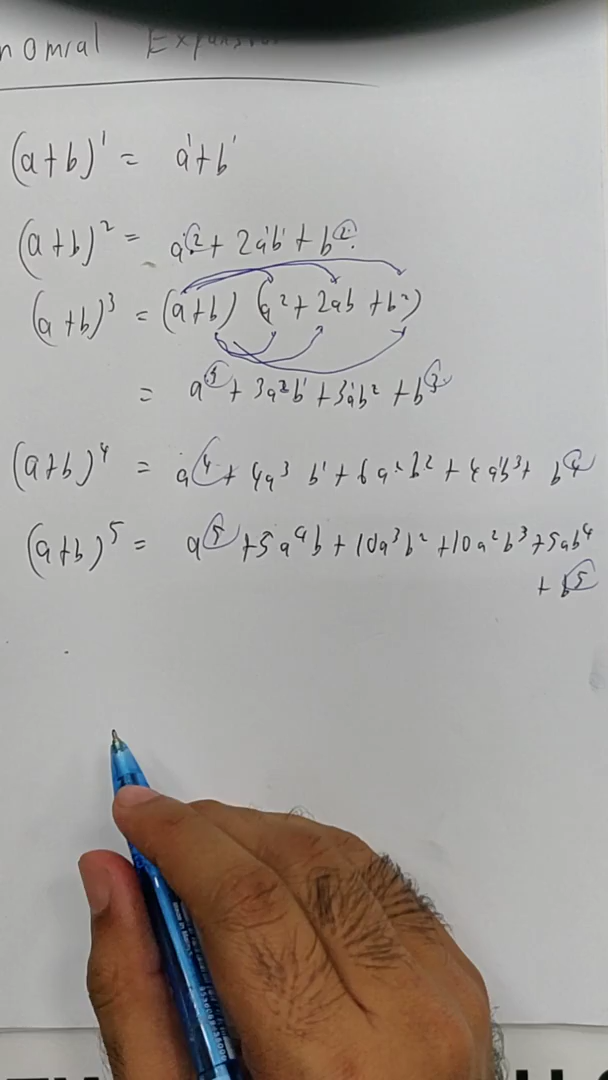 nomial Expansion
(a+b)¹ = a¹+b¹
(a+b)² = a² + 2a¹b¹ + b²
(a+b)³ = (a+b) (a²+2ab+b²)
= a³ + 3a²b¹ + 3a¹b² + b³
(a+b)⁴ = a⁴ + 4a³b¹ + 6a²b² + 4a¹b³ + b⁴
(a+b)⁵ = a⁵ + 5a⁴b + 10a³b² + 10a²b³ + 5ab⁴
+ b⁵